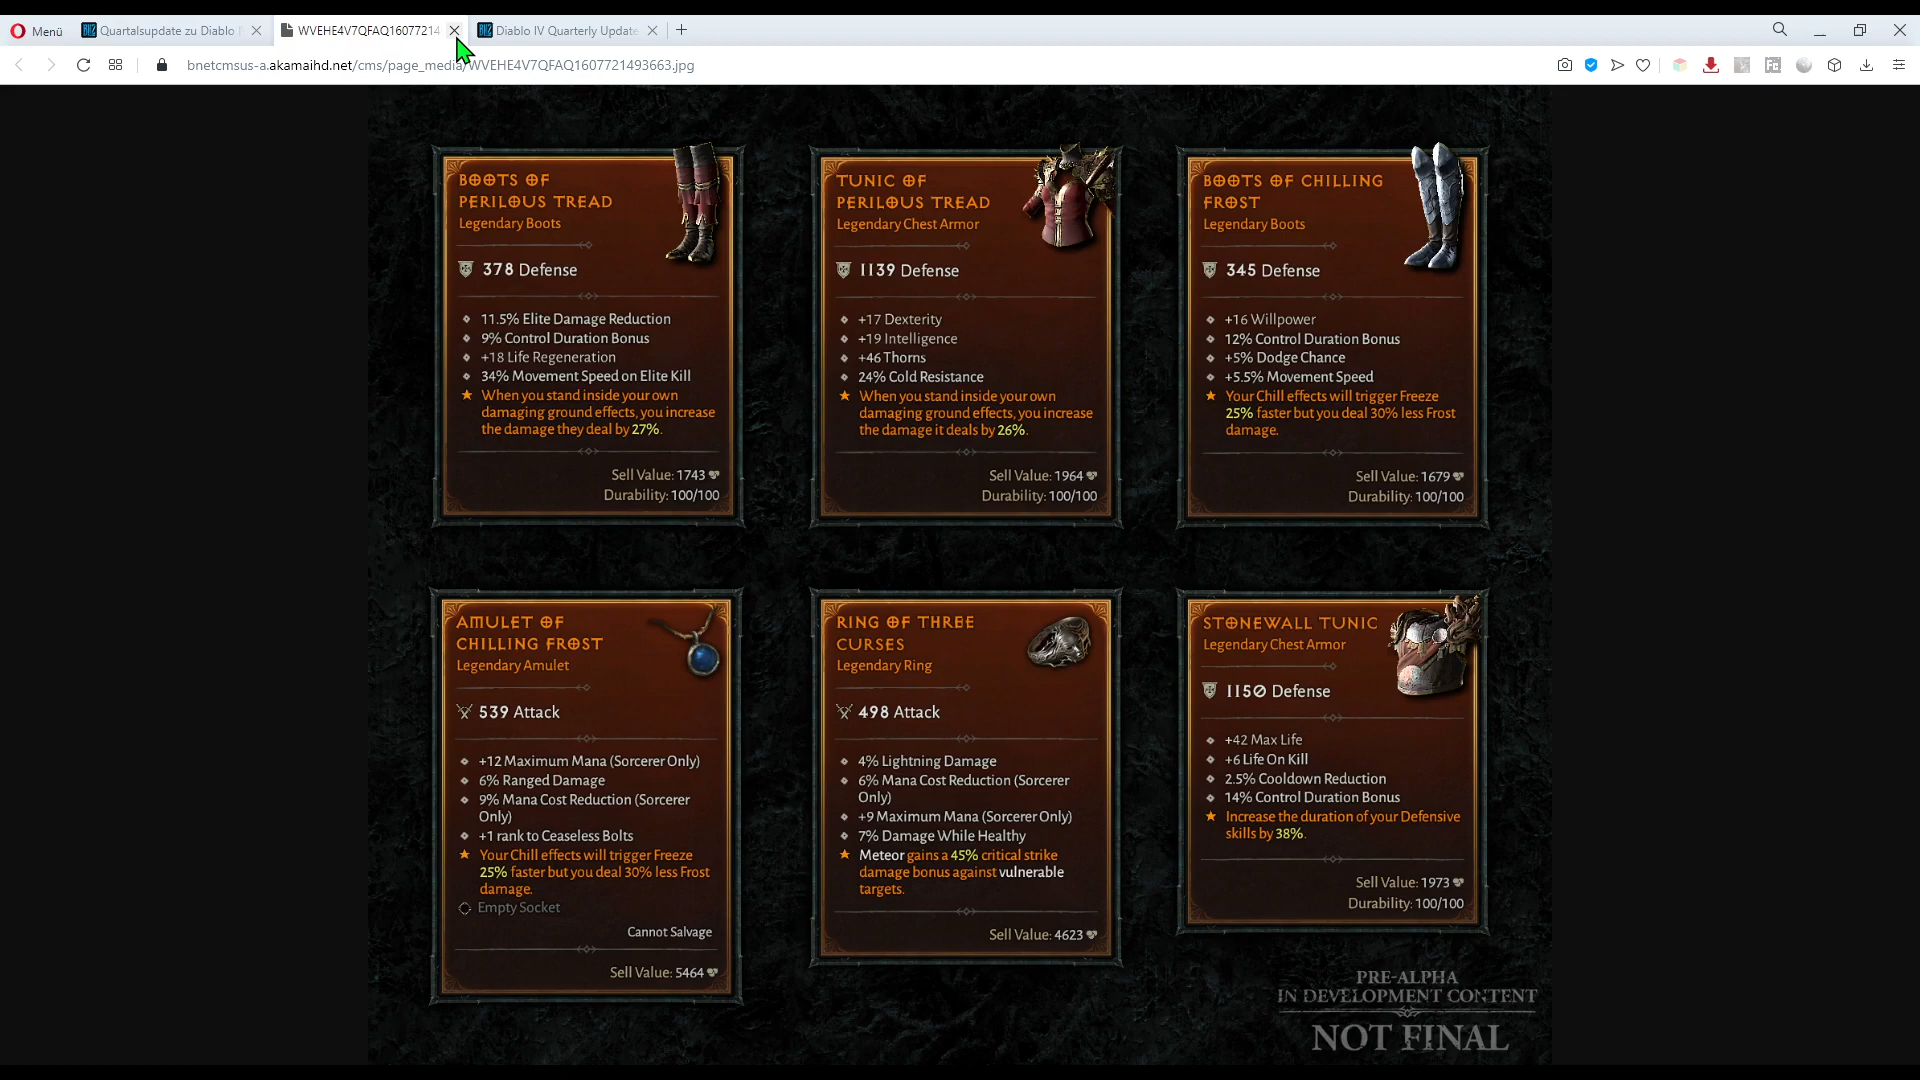 Menü
Quartalsupdate zu Diablo
WVEHE4V7QFAQ16077214
Diablo IV Quarterly Update
bnetcmsus-a.akamaihd.net/cms/page_media/WVEHE4V7QFAQ1607721493663.jpg
BOOTS OF
PERILOUS TREAD
Legendary Boots
378 Defense
11.5% Elite Damage Reduction
9% Control Duration Bonus
+18 Life Regeneration
34% Movement Speed on Elite Kill
When you stand inside your own
damaging ground effects, you increase
the damage they deal by 27%.
Sell Value: 1743
Durability: 100/100
TUNIC OF
PERILOUS TREAD
Legendary Chest Armor
1139 Defense
+17 Dexterity
+19 Intelligence
+46 Thorns
24% Cold Resistance
When you stand inside your own
damaging ground effects, you increase
the damage it deals by 26%.
Sell Value: 1964
Durability: 100/100
BOOTS OF CHILLING
FROST
Legendary Boots
345 Defense
+16 Willpower
12% Control Duration Bonus
+5% Dodge Chance
+5.5% Movement Speed
Your Chill effects will trigger Freeze
25% faster but you deal 30% less Frost
damage.
Sell Value: 1679
Durability: 100/100
AMULET OF
CHILLING FROST
Legendary Amulet
539 Attack
+12 Maximum Mana (Sorcerer Only)
6% Ranged Damage
9% Mana Cost Reduction (Sorcerer
Only)
+1 rank to Ceaseless Bolts
Your Chill effects will trigger Freeze
25% faster but you deal 30% less Frost
damage.
Empty Socket
Cannot Salvage
Sell Value: 5464
RING OF THREE
CURSES
Legendary Ring
498 Attack
4% Lightning Damage
6% Mana Cost Reduction (Sorcerer
Only)
+9 Maximum Mana (Sorcerer Only)
7% Damage While Healthy
Meteor gains a 45% critical strike
damage bonus against vulnerable
targets.
Sell Value: 4623
STONEWALL TUNIC
Legendary Chest Armor
1150 Defense
+42 Max Life
+6 Life On Kill
2.5% Cooldown Reduction
14% Control Duration Bonus
Increase the duration of your Defensive
skills by 38%.
Sell Value: 1973
Durability: 100/100
PRE-ALPHA
IN DEVELOPMENT CONTENT
NOT FINAL